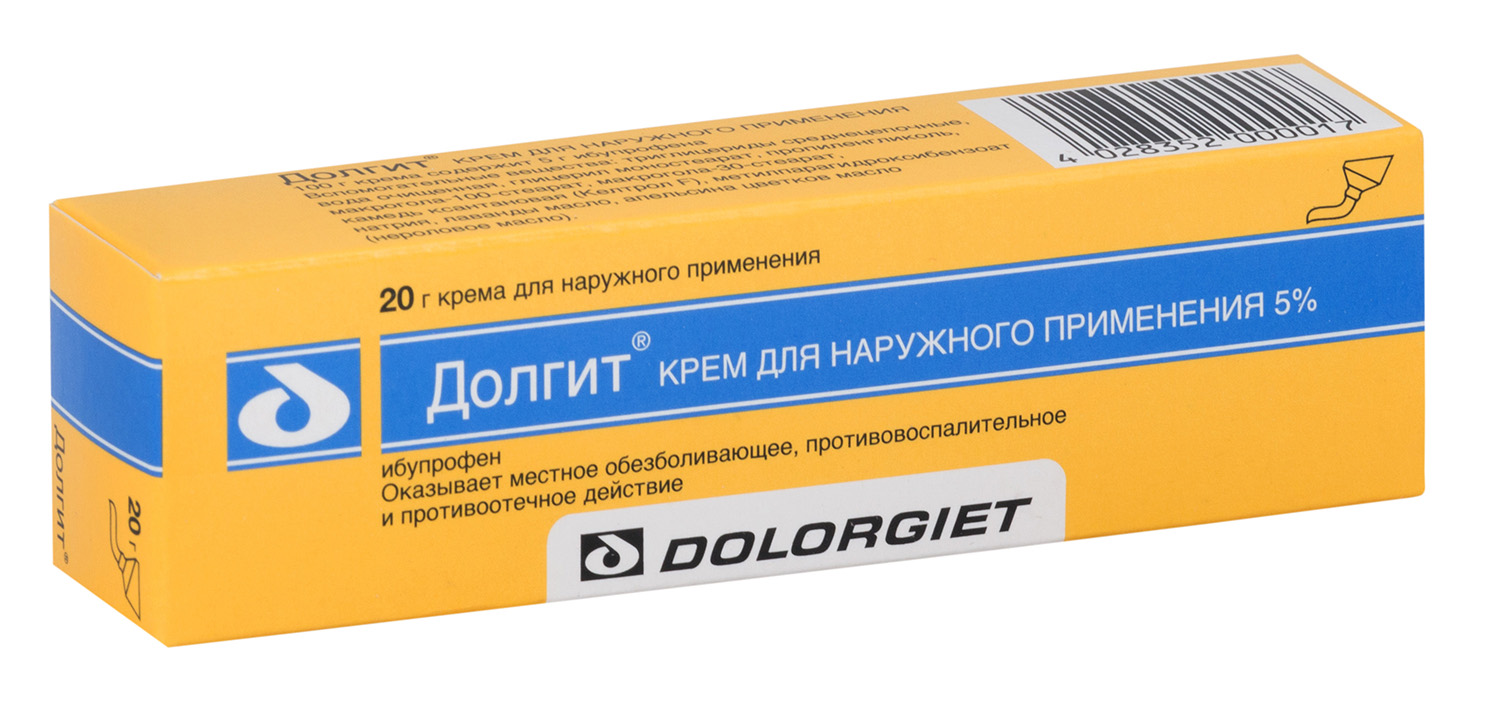 Долгит® КРЕМ ДЛЯ НАРУЖНОГО ПРИМЕНЕНИЯ
100 г крема содержит 5 г ибупрофена
Вспомогательные вещества: триглицериды среднецепочные,
вода очищенная, глицерил моностеарат, пропиленгликоль,
макрогола-100-стеарат, макрогола-30-стеарат,
камедь ксантановая (Келтрол F), метилпарагидроксибензоат
натрия, лаванды масло, апельсина цветков масло
(нероловое масло).
4 028352 000017
20 г крема для наружного применения
Долгит® КРЕМ ДЛЯ НАРУЖНОГО ПРИМЕНЕНИЯ 5%
ибупрофен
Оказывает местное обезболивающее, противовоспалительное
и противоотечное действие
DOLORGIET
Долгит®
20 г